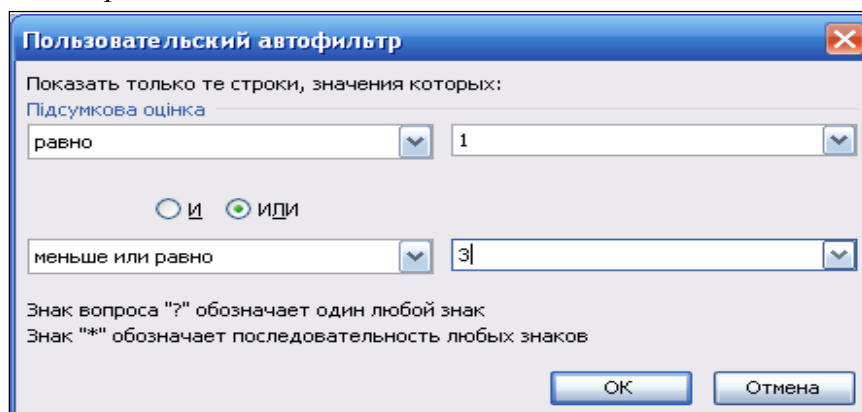 Пользовательский автофильтр
Показать только те строки, значения которых:
Підсумкова оцінка
равно 1
И ИЛИ
меньше или равно 3
Знак вопроса "?" обозначает один любой знак
Знак "*" обозначает последовательность любых знаков
ОК Отмена